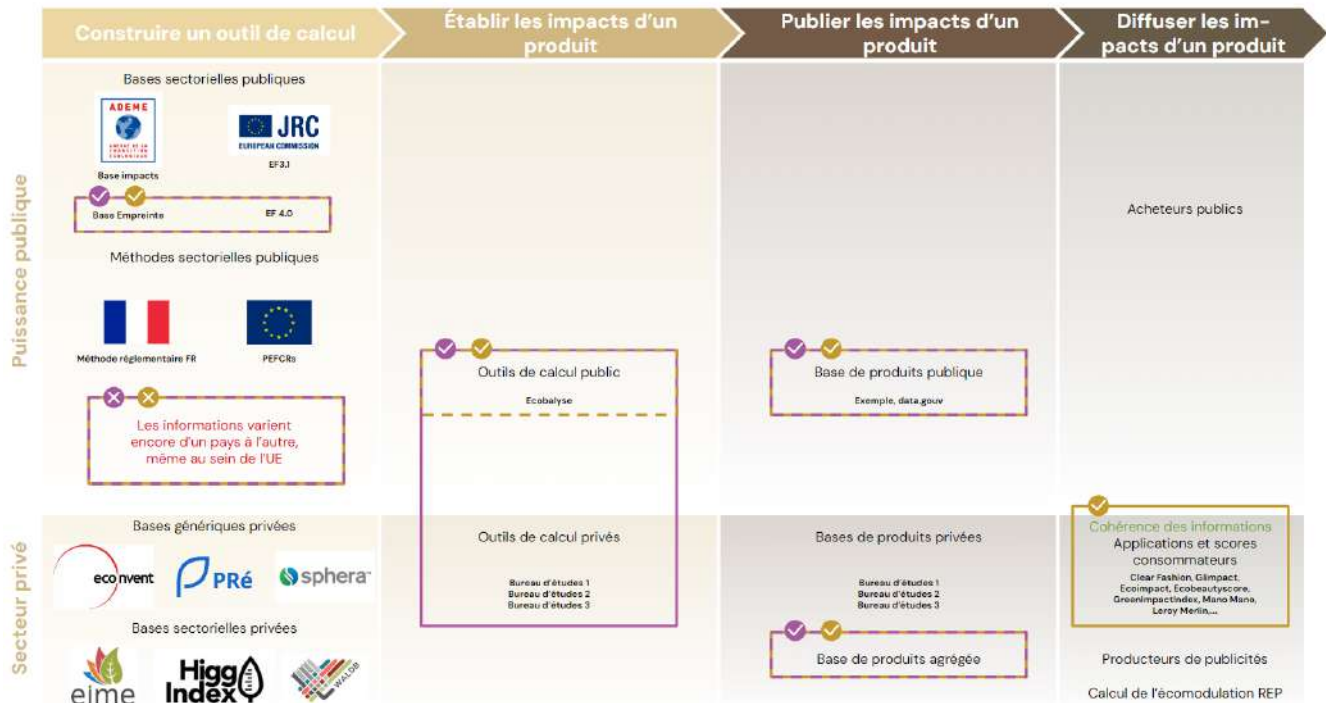 Construire un outil de calcul
Établir les impacts d'un
produit
Publier les impacts d'un
produit
Diffuser les im-
pacts d'un produit
Puissance publique
Bases sectorielles publiques
ADEME
AGENCE DE LA
TRANSITION
ÉCOLOGIQUE
Base impacts
JRC
EUROPEAN COMMISSION
EF3.1
Base Empreinte
EF 4.0
Méthodes sectorielles publiques
Méthode réglementaire FR
PEFCRs
Les informations varient
encore d'un pays à l'autre,
même au sein de l'UE
Outils de calcul public
Ecobalyse
Base de produits publique
Exemple, data.gouv
Acheteurs publics
Secteur privé
Bases génériques privées
ecoinvent
PRé
sphera
Bases sectorielles privées
eime
Higg
Index
WALDB
Outils de calcul privés
Bureau d'études 1
Bureau d'études 2
Bureau d'études 3
Bases de produits privées
Bureau d'études 1
Bureau d'études 2
Bureau d'études 3
Base de produits agrégée
Cohérence des informations
Applications et scores
consommateurs
Clear Fashion, Glimpact,
Ecoimpact, Ecobeautyscore,
GreenImpactIndex, Mano Mano,
Leroy Merlin,...
Producteurs de publicités
Calcul de l'écomodulation REP